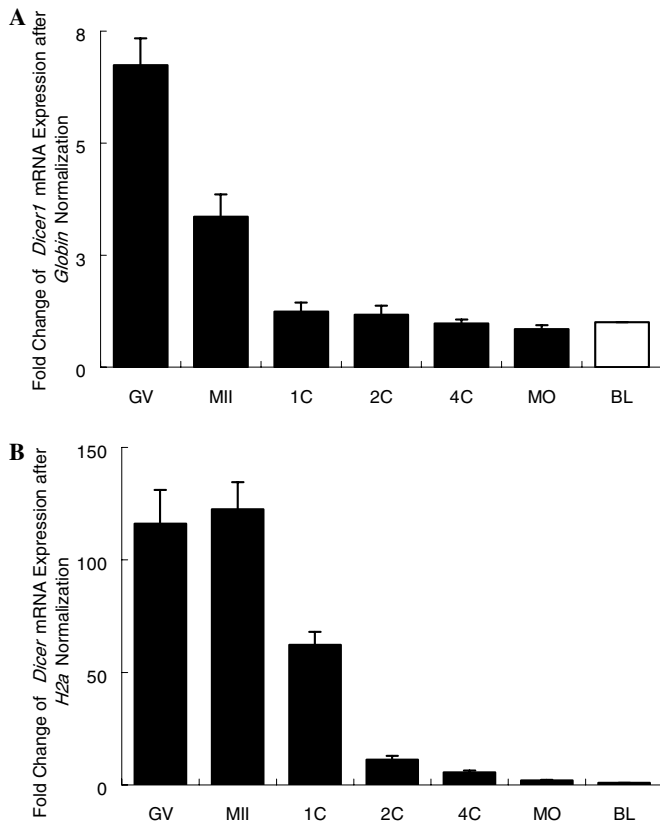 A
Fold Change of Dicer1 mRNA Expression after
Globin Normalization
8
5
3
0
GV MII 1C 2C 4C MO BL
B
Fold Change of Dicer mRNA Expression after
H2a Normalization
150
100
50
0
GV MII 1C 2C 4C MO BL